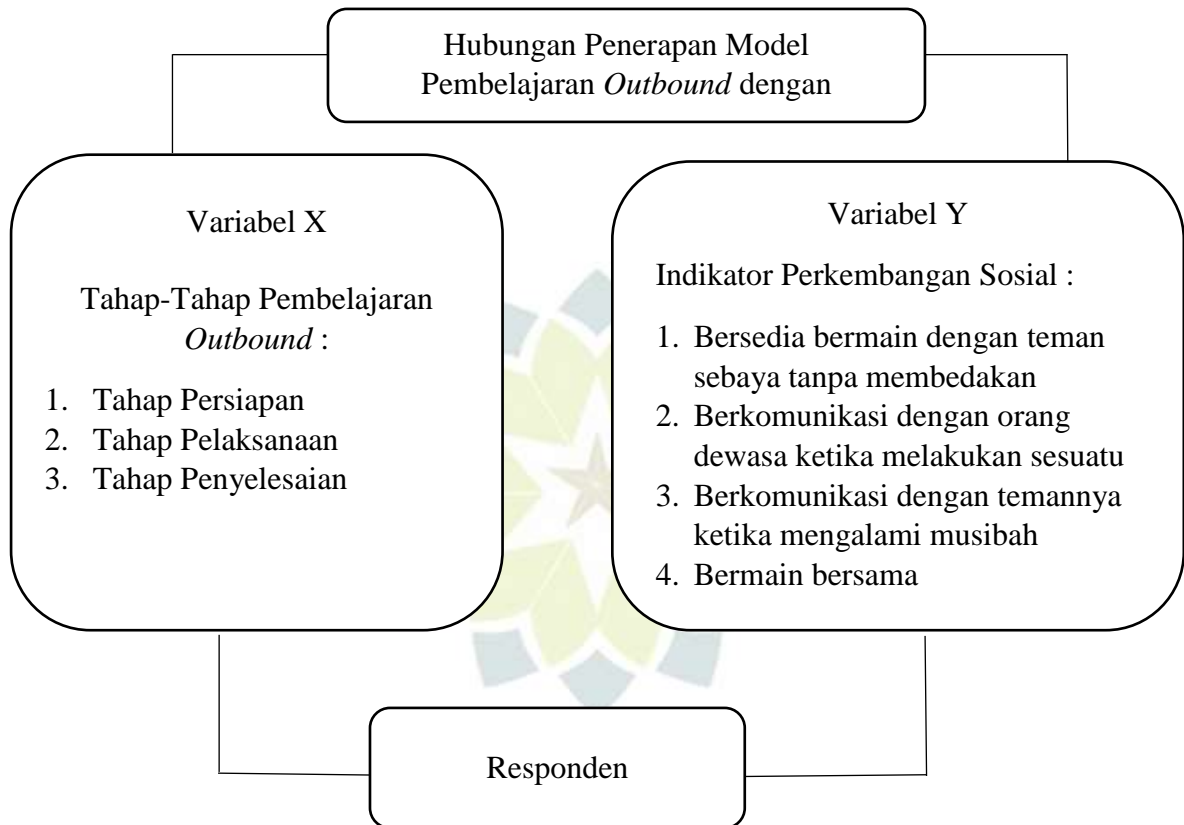 Hubungan Penerapan Model
Pembelajaran Outbound dengan
Variabel X
Tahap-Tahap Pembelajaran
Outbound :
1. Tahap Persiapan
2. Tahap Pelaksanaan
3. Tahap Penyelesaian
Variabel Y
Indikator Perkembangan Sosial :
1. Bersedia bermain dengan teman
sebaya tanpa membedakan
2. Berkomunikasi dengan orang
dewasa ketika melakukan sesuatu
3. Berkomunikasi dengan temannya
ketika mengalami musibah
4. Bermain bersama
Responden